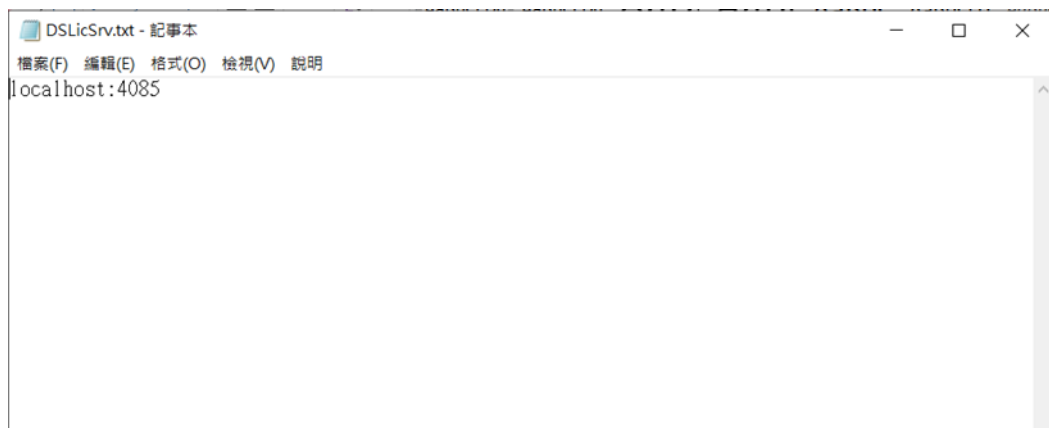 DSLicSrv.txt - 記事本
檔案(F) 編輯(E) 格式(O) 檢視(V) 說明
localhost:4085